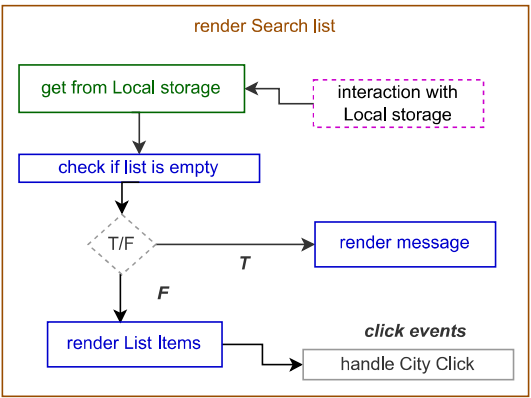 render Search list
get from Local storage
interaction with
Local storage
check if list is empty
T/F
render message
T
F
click events
render List Items
handle City Click